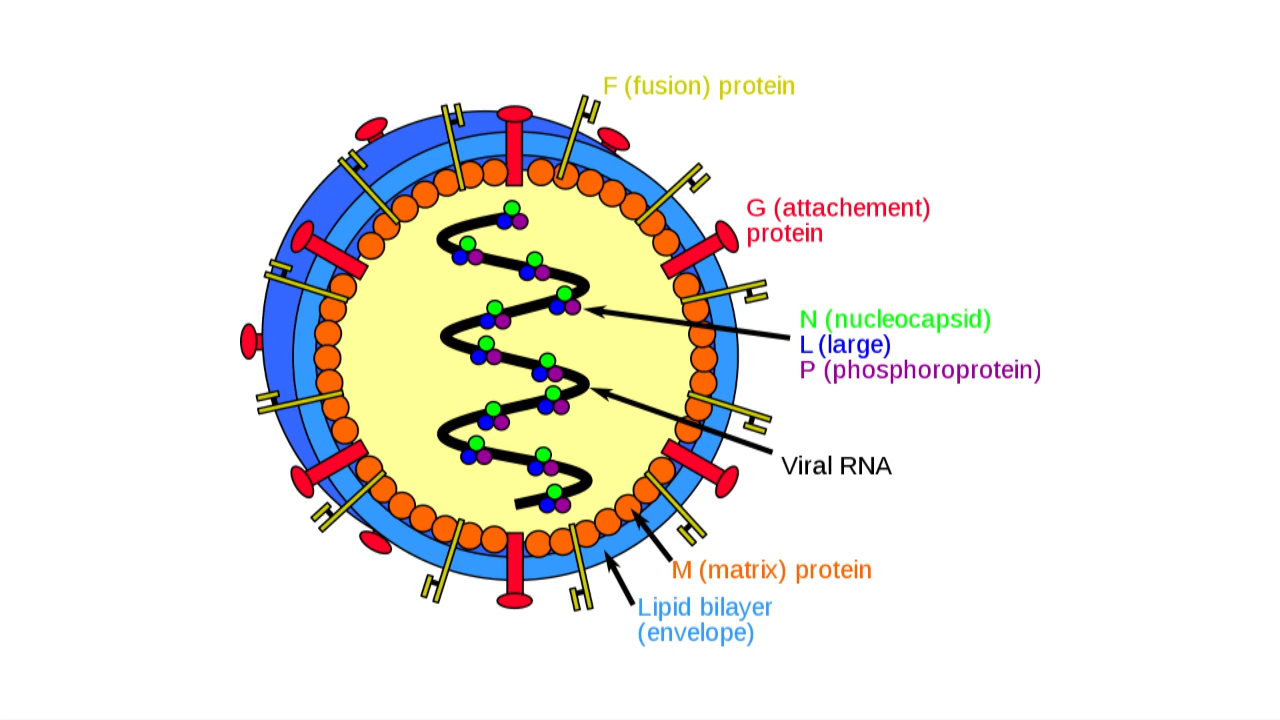 F (fusion) protein
G (attachement)
protein
N (nucleocapsid)
L (large)
P (phosphoroprotein)
Viral RNA
M (matrix) protein
Lipid bilayer
(envelope)